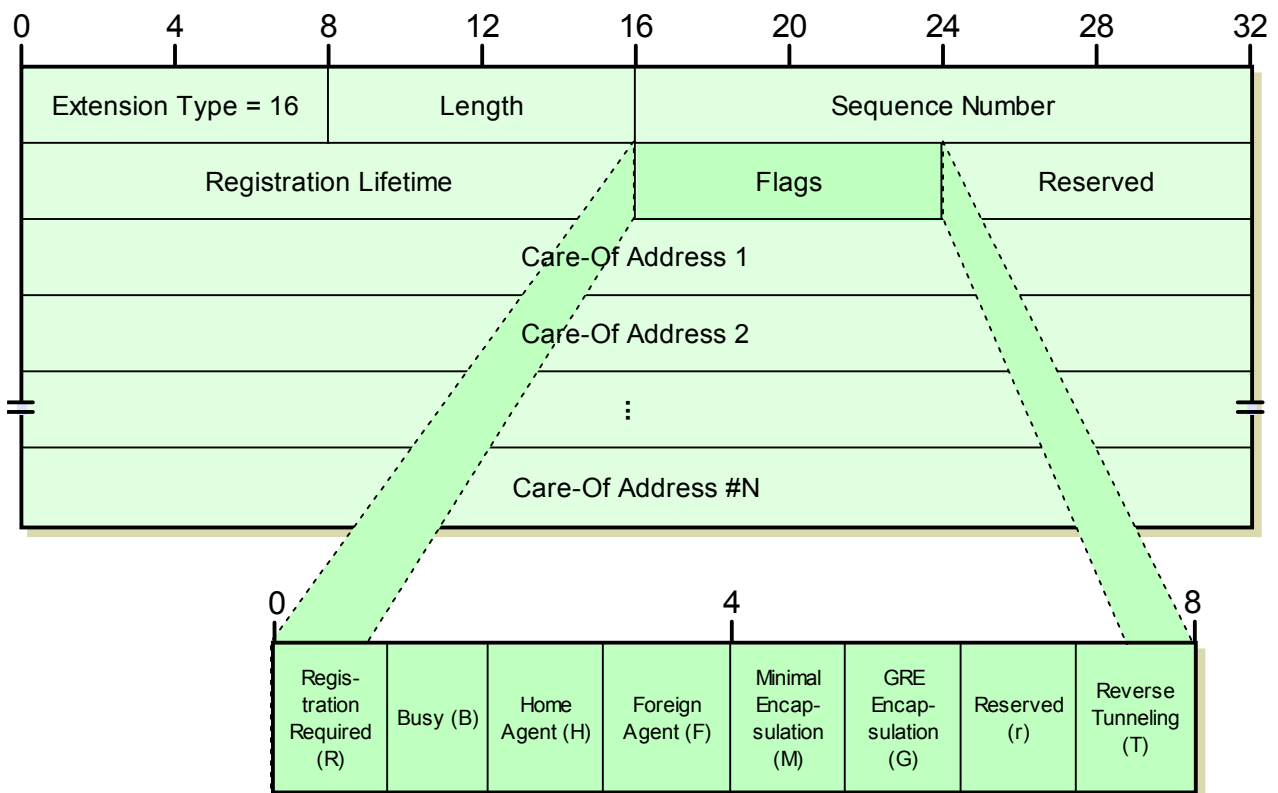 0 4 8 12 16 20 24 28 32
Extension Type = 16 Length Sequence Number
Registration Lifetime Flags Reserved
Care-Of Address 1
Care-Of Address 2
...
Care-Of Address #N
0 4 8
Regis-
tration
Required
(R)
Busy (B)
Home
Agent (H)
Foreign
Agent (F)
Minimal
Encap-
sulation
(M)
GRE
Encap-
sulation
(G)
Reserved
(r)
Reverse
Tunneling
(T)